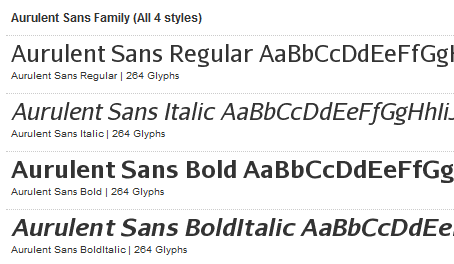 Aurulent Sans Family (All 4 styles)
Aurulent Sans Regular AaBbCcDdEeFfGgH
Aurulent Sans Regular | 264 Glyphs
Aurulent Sans Italic AaBbCcDdEeFfGgHhIiJ
Aurulent Sans Italic | 264 Glyphs
Aurulent Sans Bold AaBbCcDdEeFfGg
Aurulent Sans Bold | 264 Glyphs
Aurulent Sans BoldItalic AaBbCcDdEe
Aurulent Sans BoldItalic | 264 Glyphs